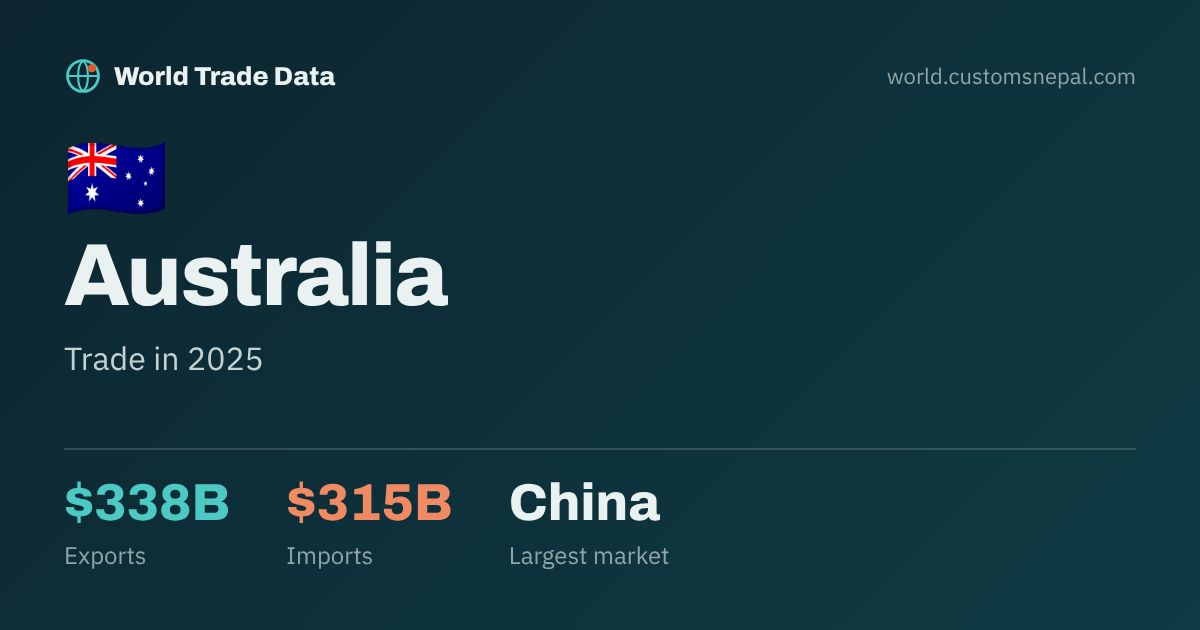 World Trade Data
world.customsnepal.com
Australia
Trade in 2025
$338B $315B China
Exports Imports Largest market